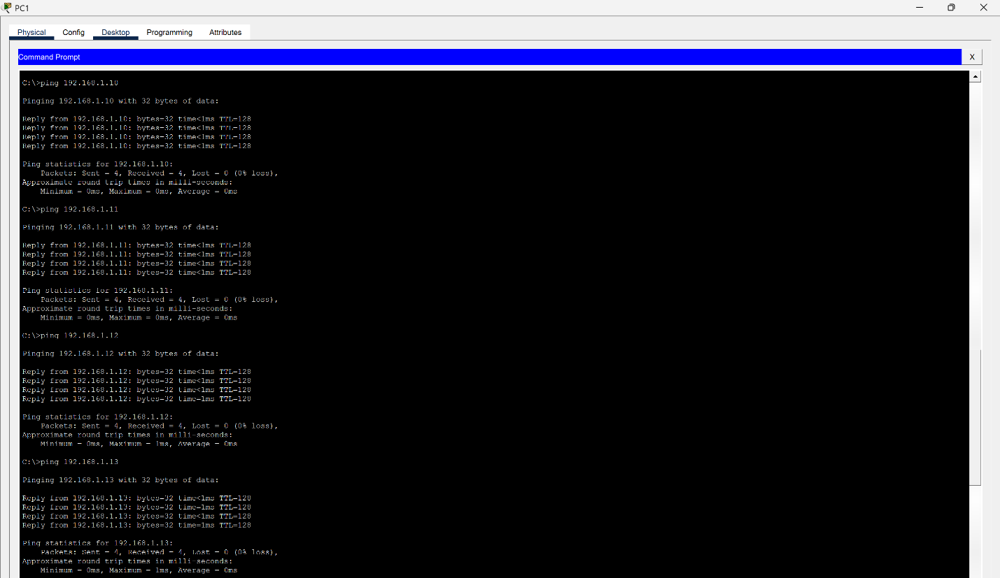 PC1
Physical Config Desktop Programming Attributes
Command Prompt X
C:\>ping 192.168.1.10
Pinging 192.168.1.10 with 32 bytes of data:
Reply from 192.168.1.10: bytes=32 time<1ms TTL=128
Reply from 192.168.1.10: bytes=32 time<1ms TTL=128
Reply from 192.168.1.10: bytes=32 time<1ms TTL=128
Reply from 192.168.1.10: bytes=32 time<1ms TTL=128
Ping statistics for 192.168.1.10:
Packets: Sent = 4, Received = 4, Lost = 0 (0% loss),
Approximate round trip times in milli-seconds:
Minimum = 0ms, Maximum = 0ms, Average = 0ms
C:\>ping 192.168.1.11
Pinging 192.168.1.11 with 32 bytes of data:
Reply from 192.168.1.11: bytes=32 time<1ms TTL=128
Reply from 192.168.1.11: bytes=32 time<1ms TTL=128
Reply from 192.168.1.11: bytes=32 time<1ms TTL=128
Reply from 192.168.1.11: bytes=32 time<1ms TTL=128
Ping statistics for 192.168.1.11:
Packets: Sent = 4, Received = 4, Lost = 0 (0% loss),
Approximate round trip times in milli-seconds:
Minimum = 0ms, Maximum = 0ms, Average = 0ms
C:\>ping 192.168.1.12
Pinging 192.168.1.12 with 32 bytes of data:
Reply from 192.168.1.12: bytes=32 time<1ms TTL=128
Reply from 192.168.1.12: bytes=32 time<1ms TTL=128
Reply from 192.168.1.12: bytes=32 time<1ms TTL=128
Reply from 192.168.1.12: bytes=32 time=1ms TTL=128
Ping statistics for 192.168.1.12:
Packets: Sent = 4, Received = 4, Lost = 0 (0% loss),
Approximate round trip times in milli-seconds:
Minimum = 0ms, Maximum = 1ms, Average = 0ms
C:\>ping 192.168.1.13
Pinging 192.168.1.13 with 32 bytes of data:
Reply from 192.168.1.13: bytes=32 time<1ms TTL=128
Reply from 192.168.1.13: bytes=32 time=1ms TTL=128
Reply from 192.168.1.13: bytes=32 time<1ms TTL=128
Reply from 192.168.1.13: bytes=32 time=1ms TTL=128
Ping statistics for 192.168.1.13:
Packets: Sent = 4, Received = 4, Lost = 0 (0% loss),
Approximate round trip times in milli-seconds:
Minimum = 0ms, Maximum = 1ms, Average = 0ms